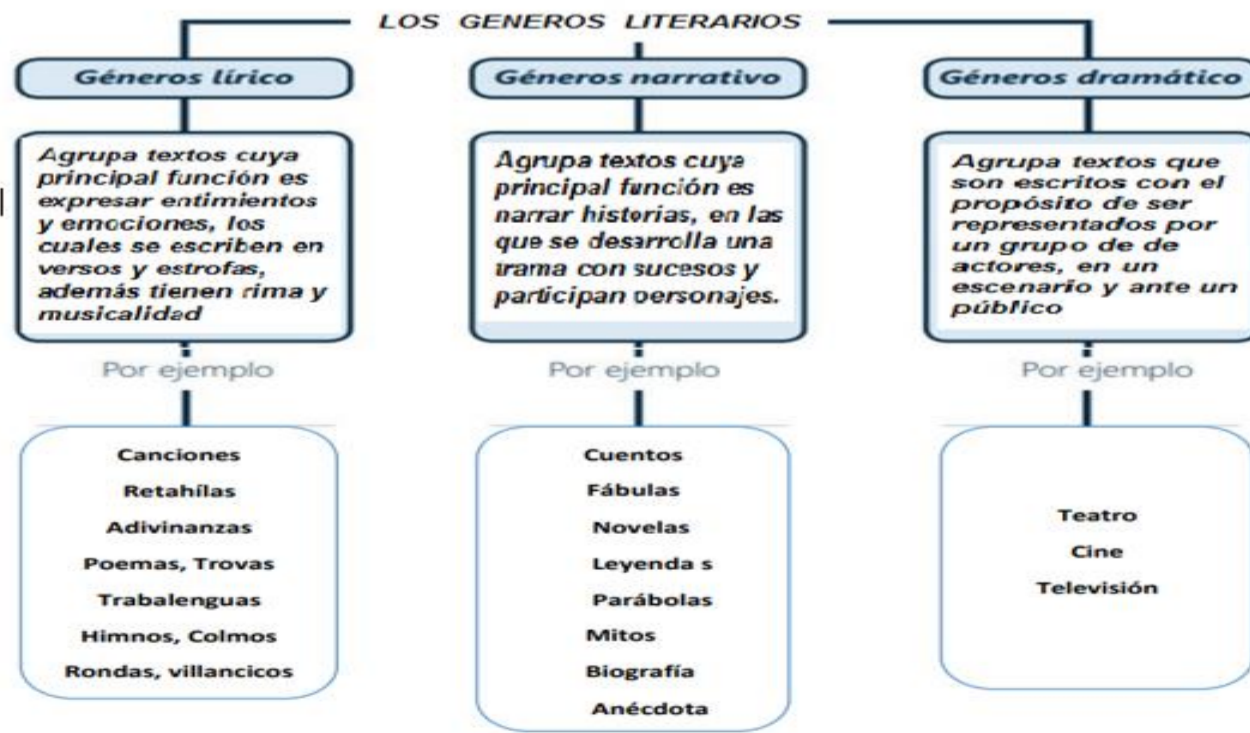 LOS GENEROS LITERARIOS
Géneros lírico
Agrupa textos cuya
principal función es
expresar entimientos
y emociones, los
cuales se escriben en
versos y estrofas,
además tienen rima y
musicalidad
Por ejemplo
Canciones
Retahílas
Adivinanzas
Poemas, Trovas
Trabalenguas
Himnos, Colmos
Rondas, villancicos
Géneros narrativo
Agrupa textos cuya
principal función es
narrar historias, en las
que se desarrolla una
trama con sucesos y
participan personajes.
Por ejemplo
Cuentos
Fábulas
Novelas
Leyenda s
Parábolas
Mitos
Biografía
Anécdota
Géneros dramático
Agrupa textos que
son escritos con el
propósito de ser
representados por
un grupo de de
actores, en un
escenario y ante un
público
Por ejemplo
Teatro
Cine
Televisión